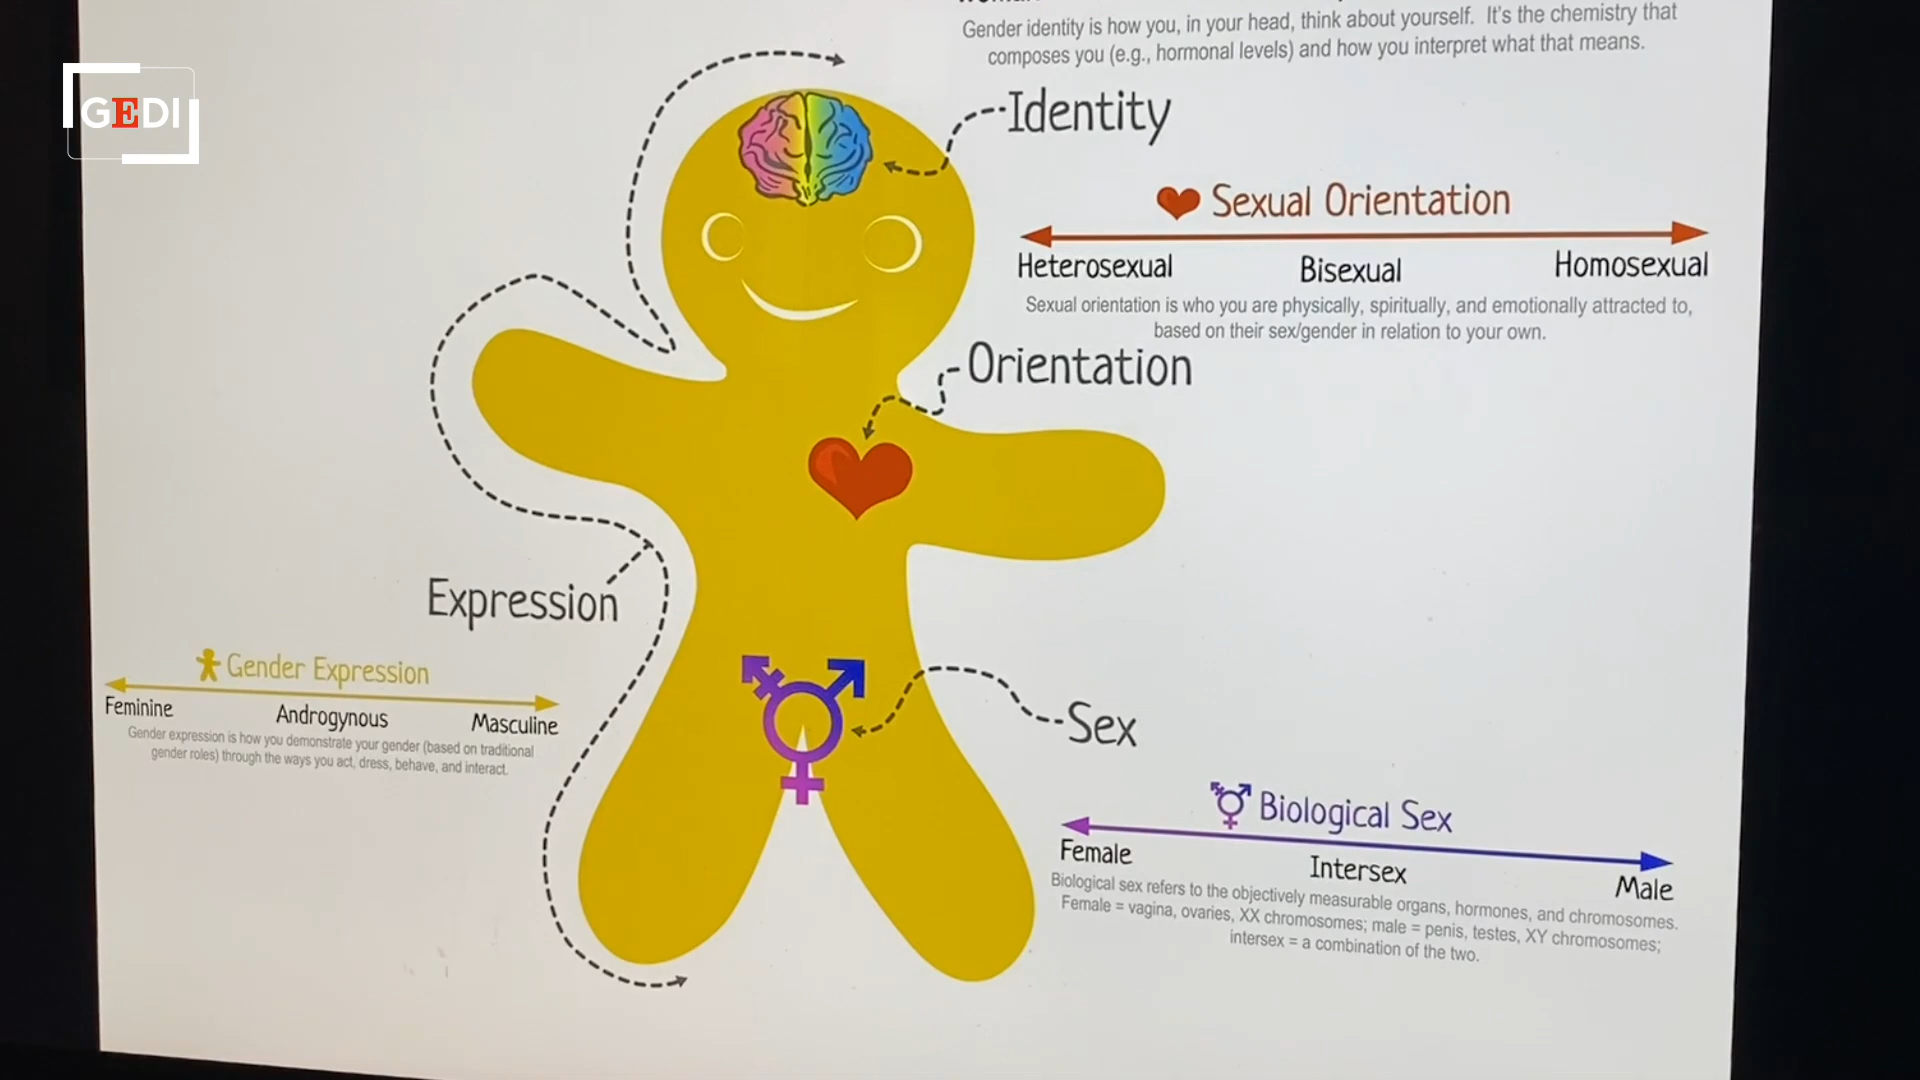 Gender identity is how you, in your head, think about yourself. It's the chemistry that
composes you (e.g., hormonal levels) and how you interpret what that means.
GEDI
Identity
Sexual Orientation
Heterosexual Bisexual Homosexual
Sexual orientation is who you are physically, spiritually, and emotionally attracted to,
based on their sex/gender in relation to your own.
Orientation
Expression
Gender Expression
Feminine Androgynous Masculine
Gender expression is how you demonstrate your gender (based on traditional
gender roles) through the ways you act, dress, behave, and interact.
Sex
Biological Sex
Female Intersex Male
Biological sex refers to the objectively measurable organs, hormones, and chromosomes.
Female = vagina, ovaries, XX chromosomes; male = penis, testes, XY chromosomes;
intersex = a combination of the two.